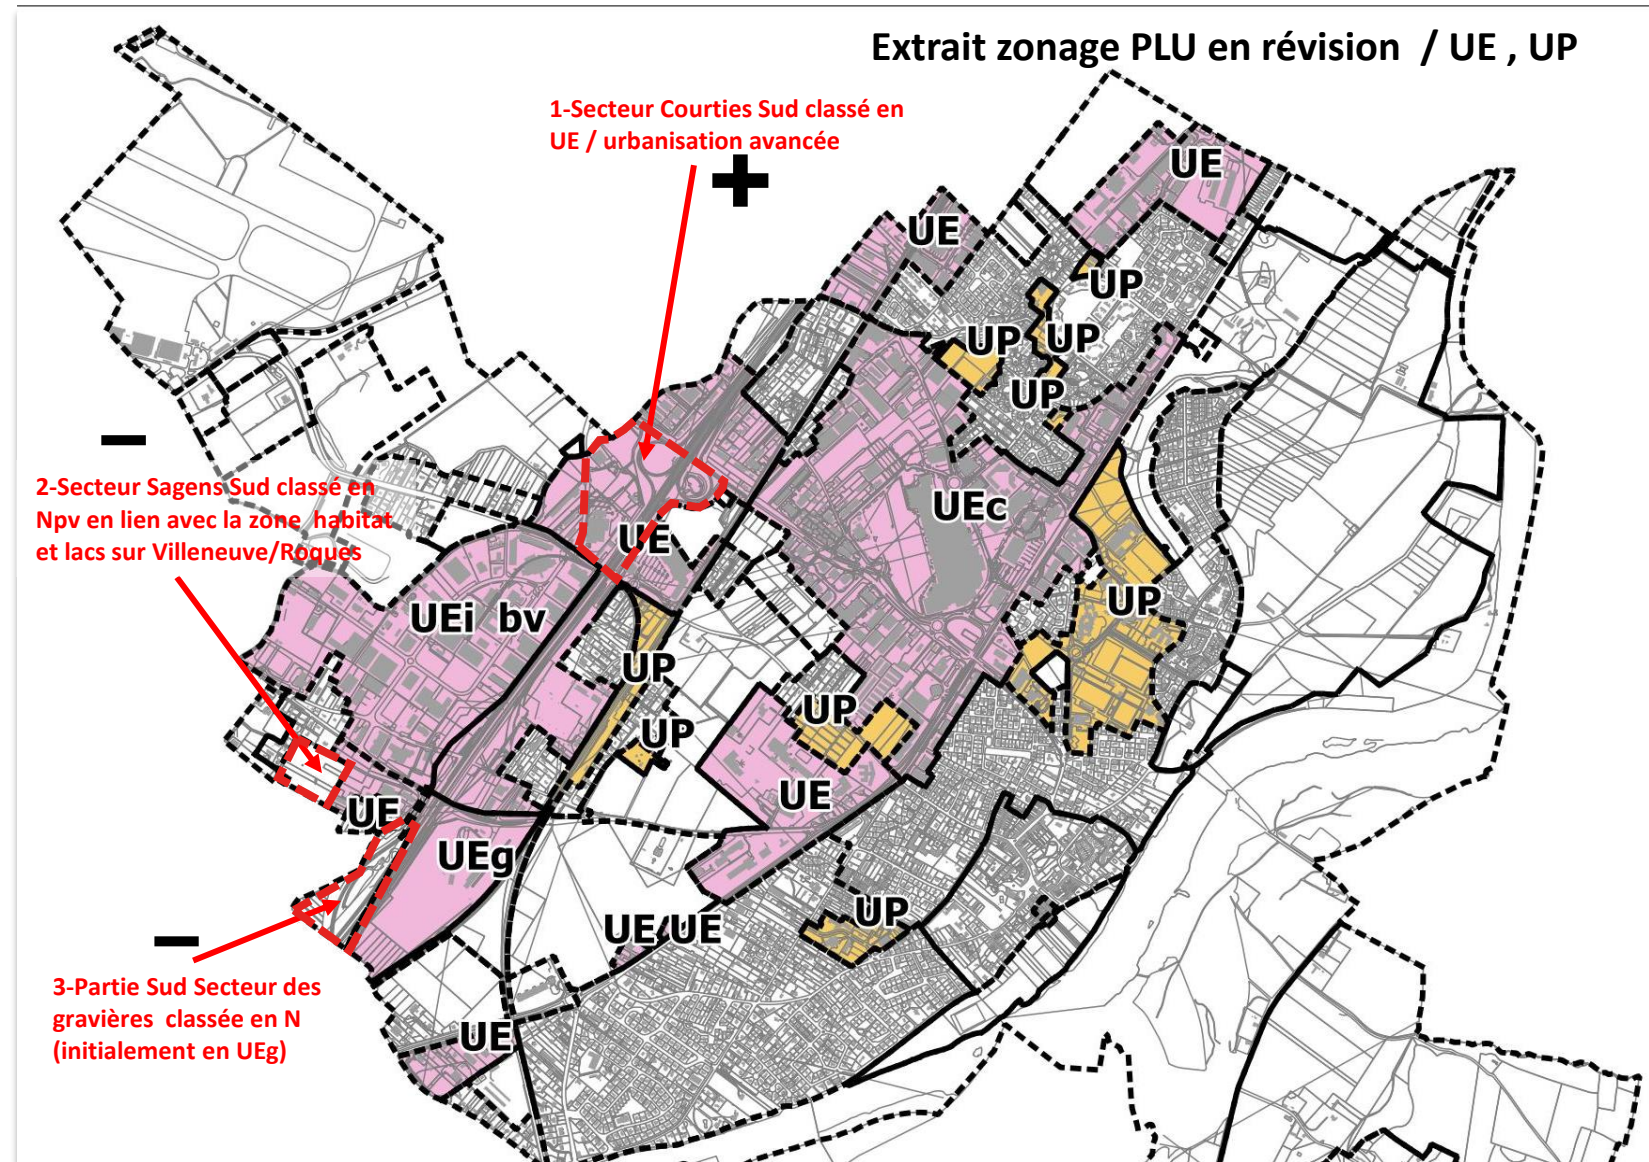 Extrait zonage PLU en révision / UE , UP
1-Secteur Courties Sud classé en
UE / urbanisation avancée
+
UE
UE
UP
UP
UP
UP
–
2-Secteur Sagens Sud classé en
Npv en lien avec la zone habitat
et lacs sur Villeneuve/Roques
UEc
UE
UP
UEi bv
UP
UP
UP
UE
UE
UEg
UP
UE/UE
–
3-Partie Sud Secteur des
gravières classée en N
(initialement en UEg)
UE